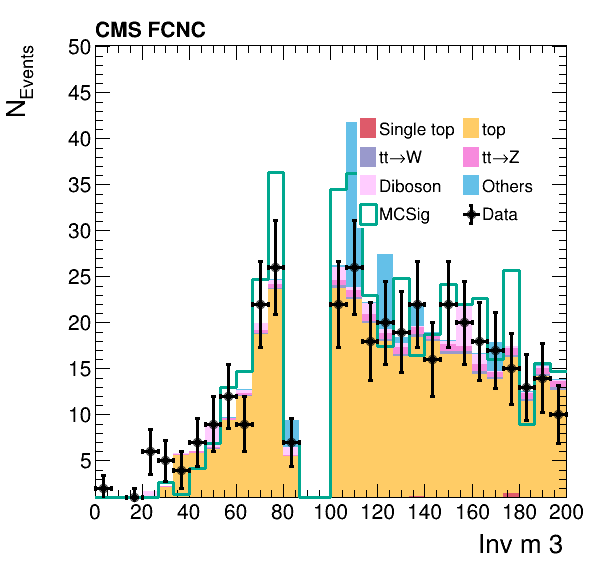 CMS FCNC
N_Events
50
45
40
35
30
25
20
15
10
5
Single top
top
tt→W
tt→Z
Diboson
Others
MCSig
Data
0 20 40 60 80 100 120 140 160 180 200
Inv m 3